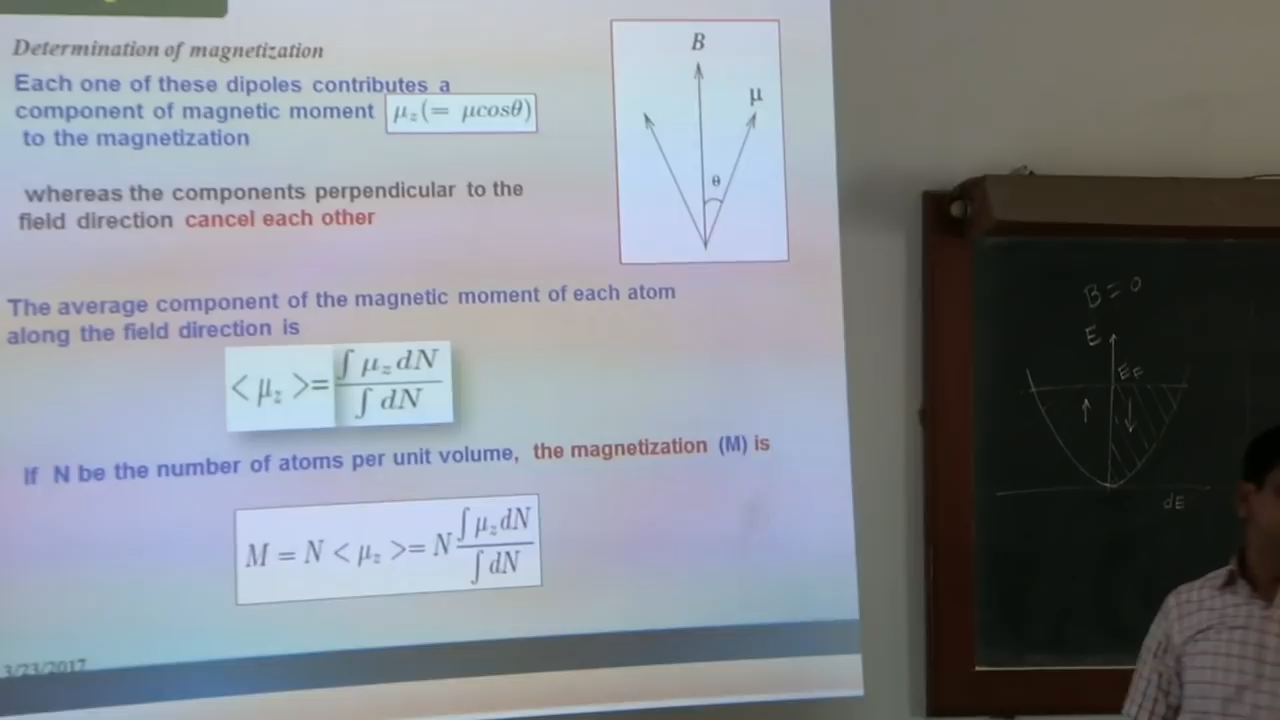 Determination of magnetization
Each one of these dipoles contributes a
component of magnetic moment μz(= μcosθ)
to the magnetization
whereas the components perpendicular to the
field direction cancel each other
B
μ
θ
The average component of the magnetic moment of each atom
along the field direction is
< μz >= ∫ μz dN / ∫ dN
If N be the number of atoms per unit volume, the magnetization (M) is
M = N < μz >= N ∫ μz dN / ∫ dN
3/23/2017
B = 0
E
EF
↑ ↓
dE